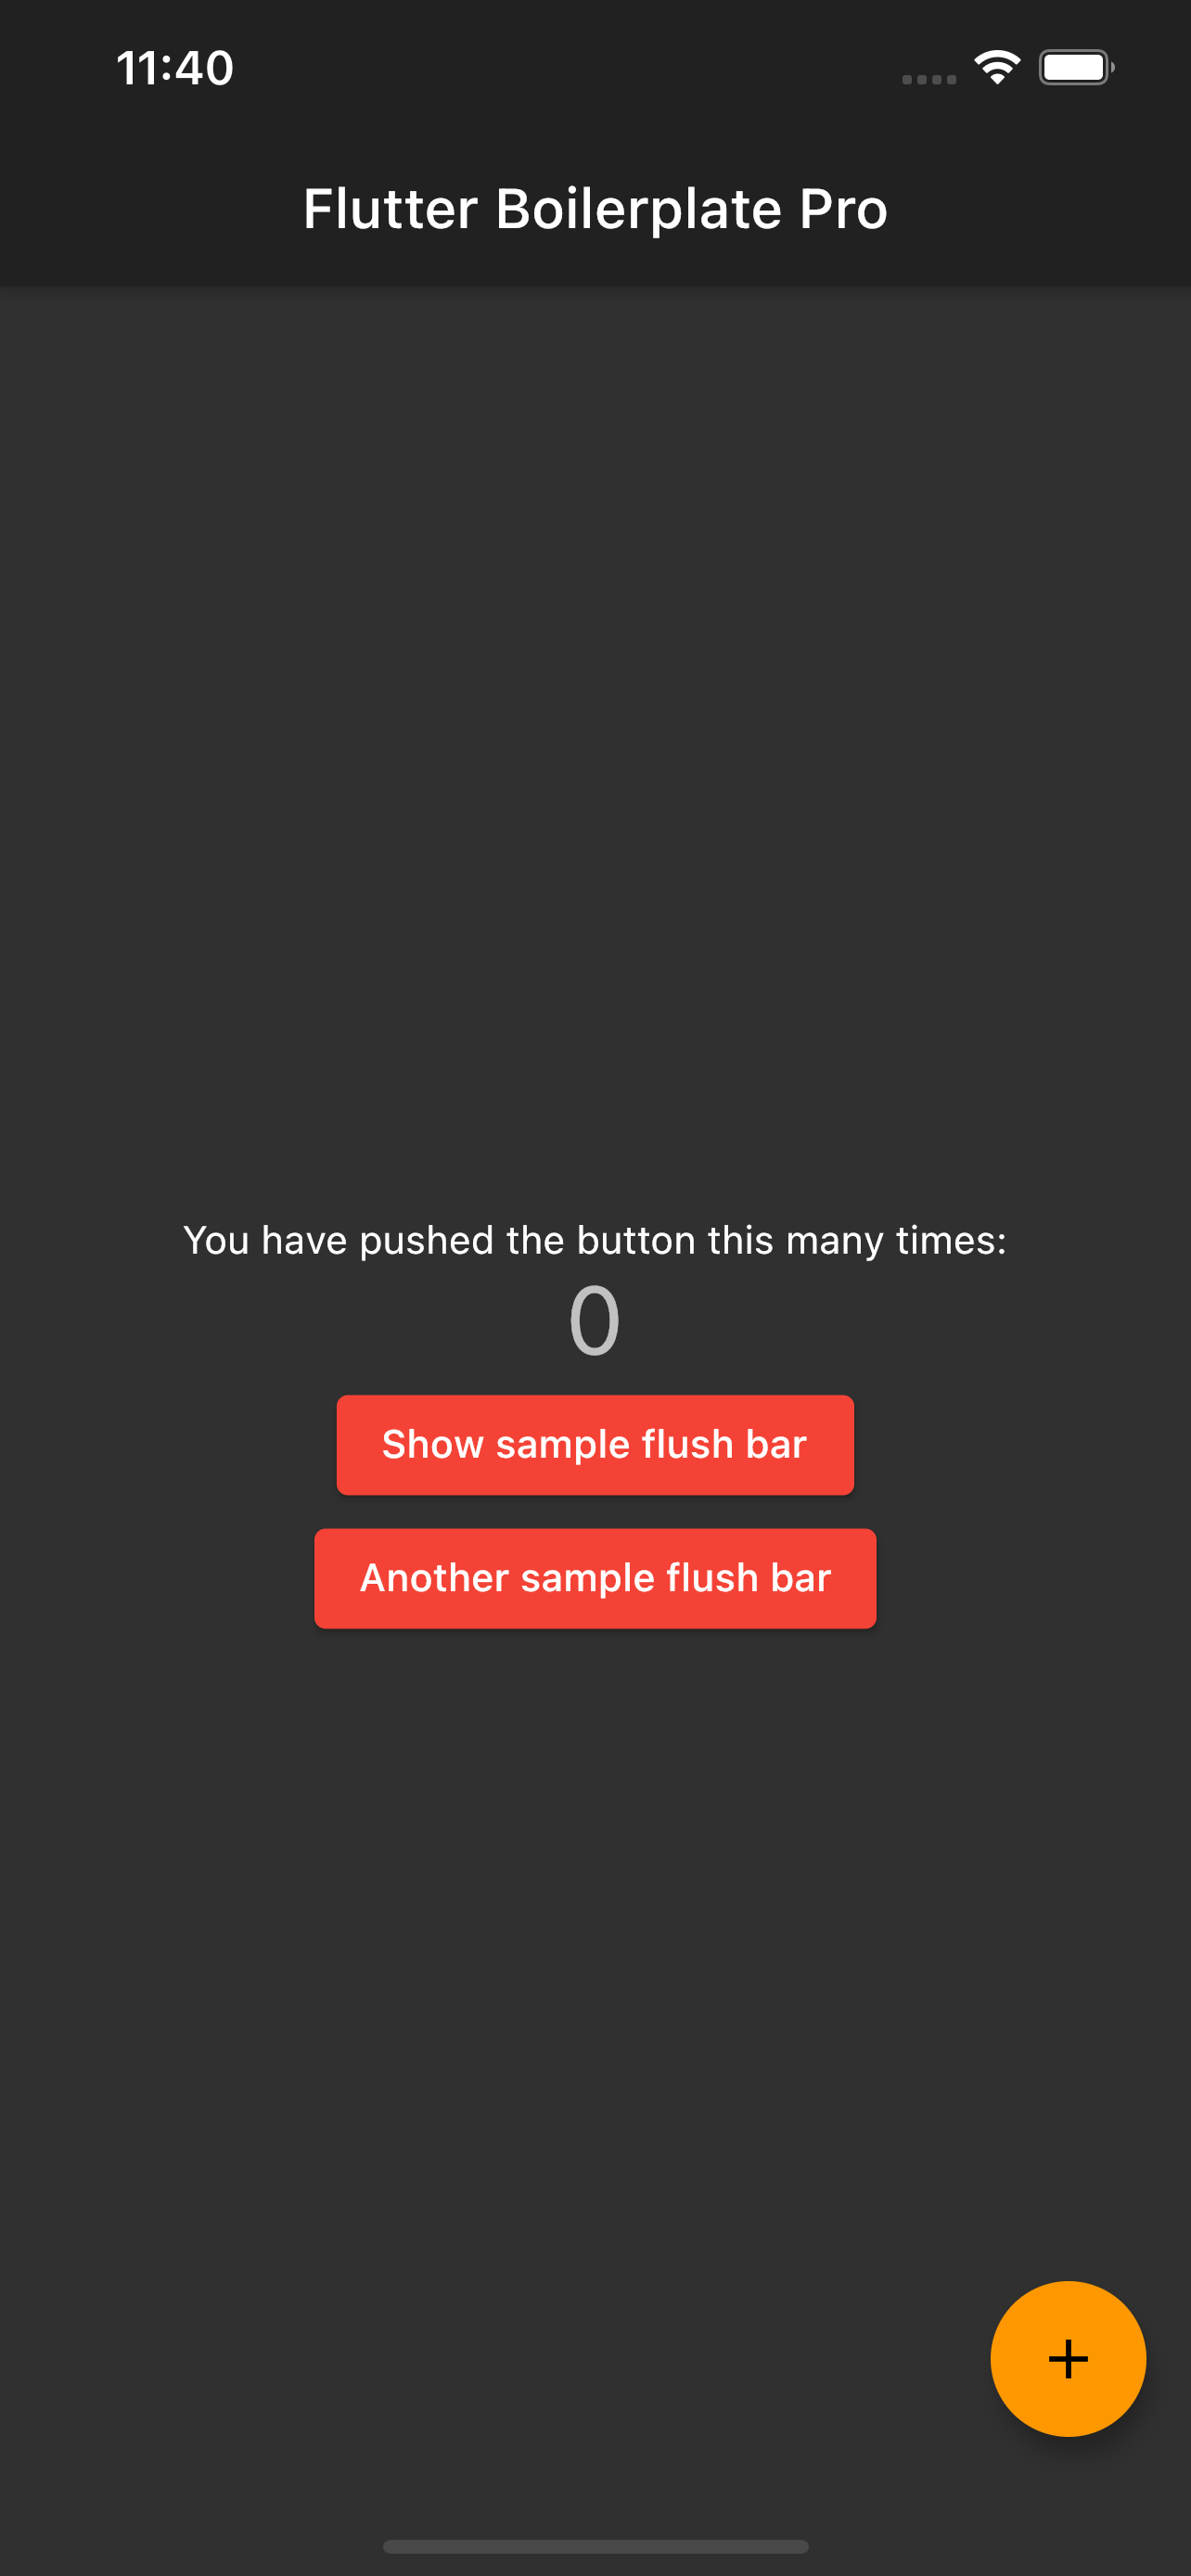 11:40
Flutter Boilerplate Pro
You have pushed the button this many times:
0
Show sample flush bar
Another sample flush bar
+